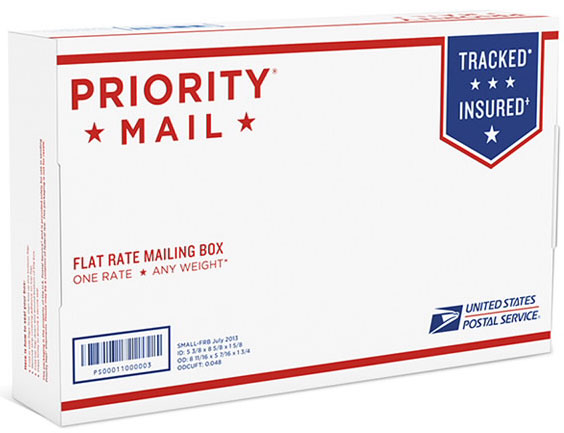 PRIORITY®
★ MAIL ★
TRACKED*
★ ★ ★
INSURED†
★
FLAT RATE MAILING BOX
ONE RATE ★ ANY WEIGHT*
PS00011000003
SMALL-FRB July 2013
ID: 5 3/8 x 8 5/8 x 1 5/8
OD: 8 11/16 x 5 7/16 x 1 3/4
ODCUFT: 0.048
UNITED STATES
POSTAL SERVICE®